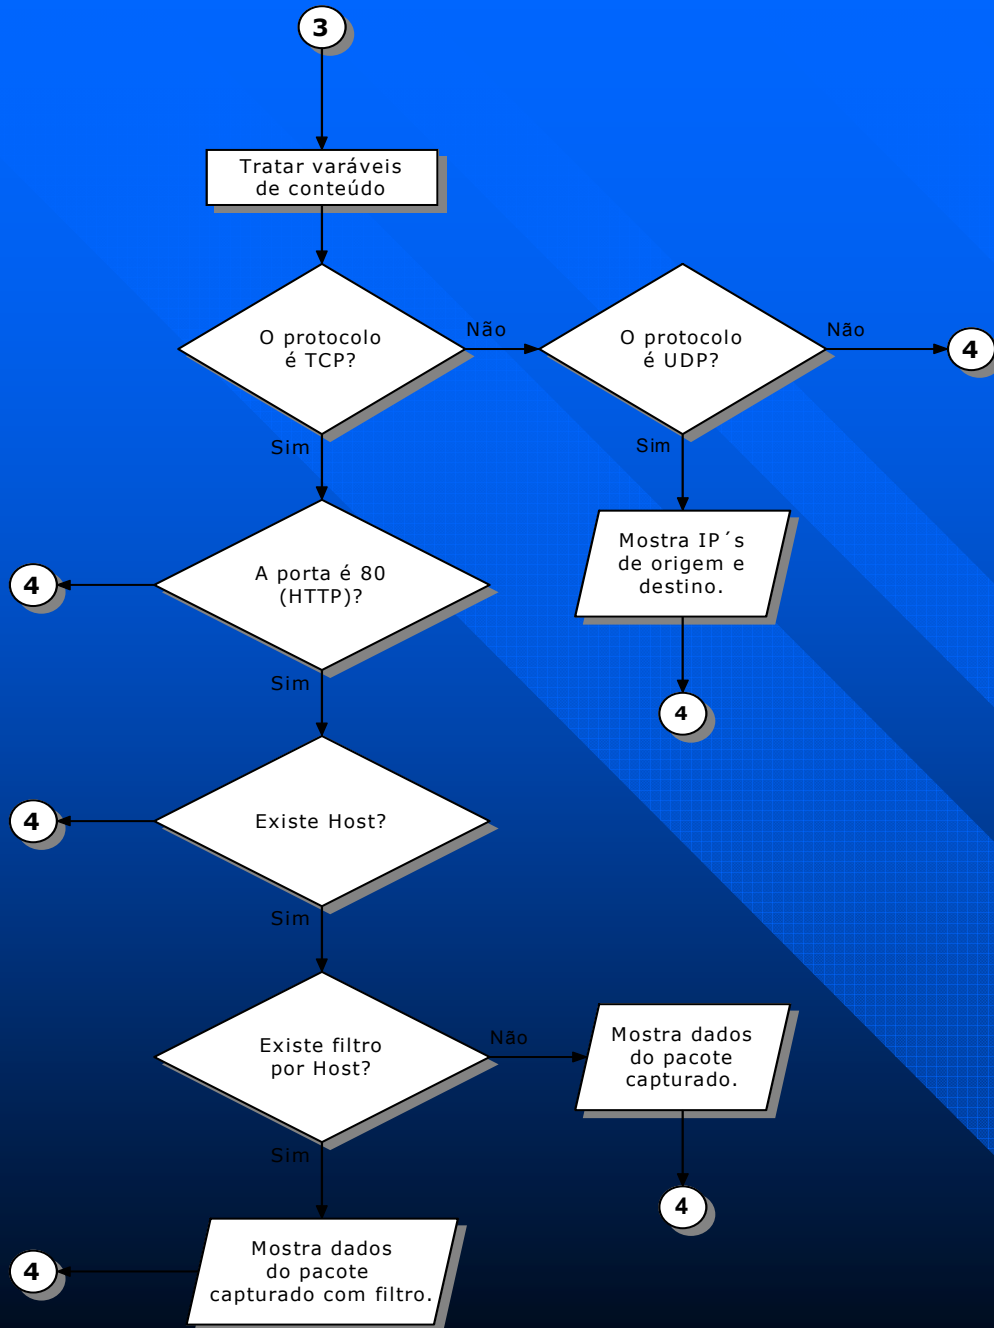 3
Tratar varáveis
de conteúdo
O protocolo
é TCP?
Não
O protocolo
é UDP?
Não
4
Sim
Sim
Mostra IP´s
de origem e
destino.
4
A porta é 80
(HTTP)?
4
Sim
4
Existe Host?
Sim
Existe filtro
por Host?
Não
Mostra dados
do pacote
capturado.
4
Sim
Mostra dados
do pacote
capturado com filtro.
4